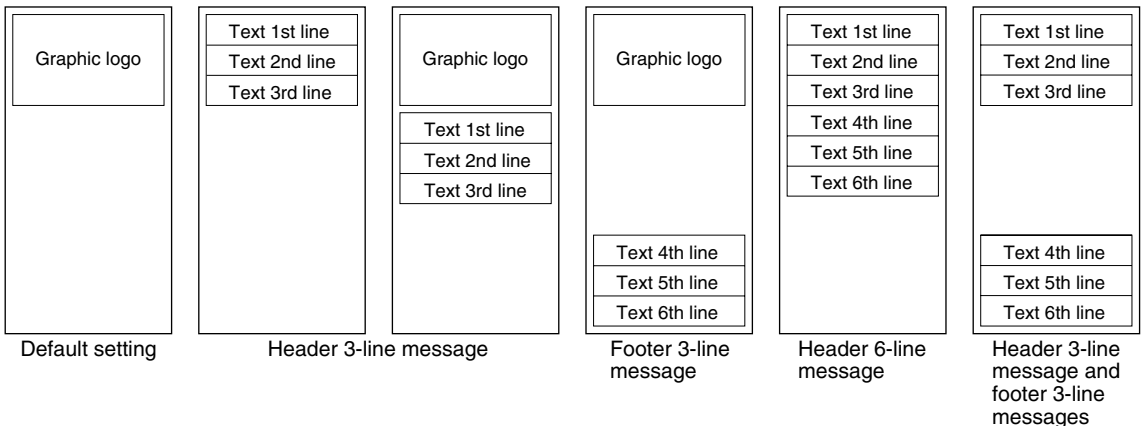 Graphic logo
Default setting
Text 1st line
Text 2nd line
Text 3rd line
Graphic logo
Text 1st line
Text 2nd line
Text 3rd line
Header 3-line message
Graphic logo
Text 4th line
Text 5th line
Text 6th line
Footer 3-line
message
Text 1st line
Text 2nd line
Text 3rd line
Text 4th line
Text 5th line
Text 6th line
Header 6-line
message
Text 1st line
Text 2nd line
Text 3rd line
Text 4th line
Text 5th line
Text 6th line
Header 3-line
message and
footer 3-line
messages